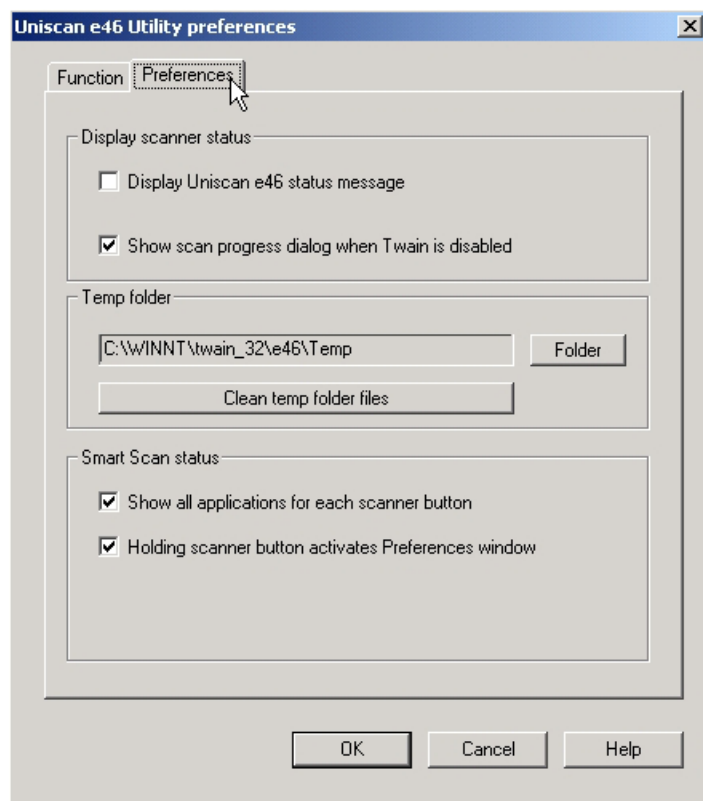 Uniscan e46 Utility preferences
Function Preferences
Display scanner status
Display Uniscan e46 status message
Show scan progress dialog when Twain is disabled
Temp folder
C:\WINNT\twain_32\e46\Temp Folder
Clean temp folder files
Smart Scan status
Show all applications for each scanner button
Holding scanner button activates Preferences window
OK Cancel Help